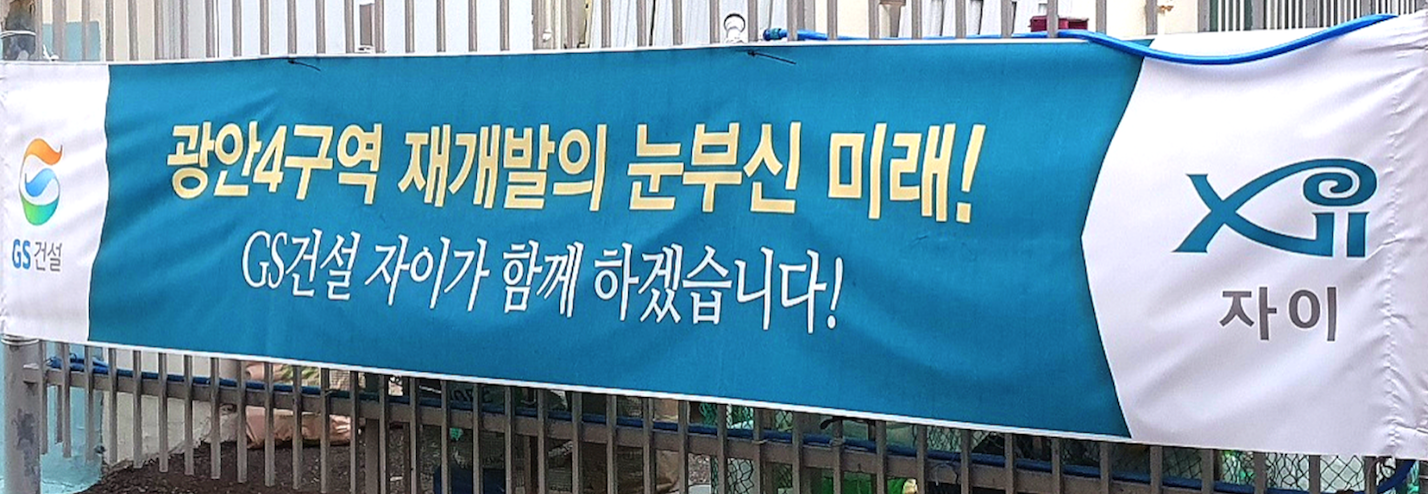 광안4구역 재개발의 눈부신 미래!
GS건설 자이가 함께 하겠습니다!
GS건설
Xi
자이